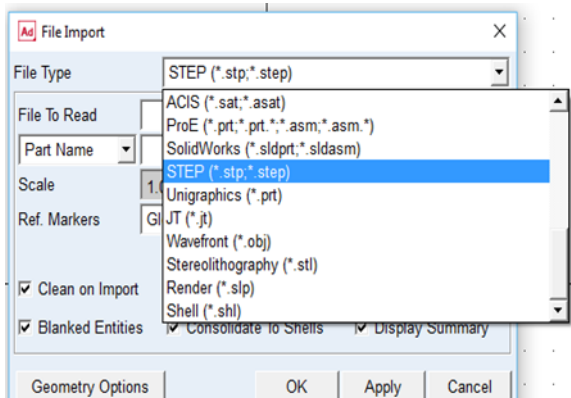 Ad File Import
File Type STEP (*.stp;*.step)
ACIS (*.sat;*.asat)
File To Read
ProE (*.prt;*.prt.*;*.asm;*.asm.*)
Part Name
SolidWorks (*.sldprt;*.sldasm)
STEP (*.stp;*.step)
Scale 1.0
Unigraphics (*.prt)
Ref. Markers Gl
JT (*.jt)
Wavefront (*.obj)
Stereolithography (*.stl)
Clean on Import
Render (*.slp)
Shell (*.shl)
Blanked Entities Consolidate To Shells Display Summary
Geometry Options OK Apply Cancel